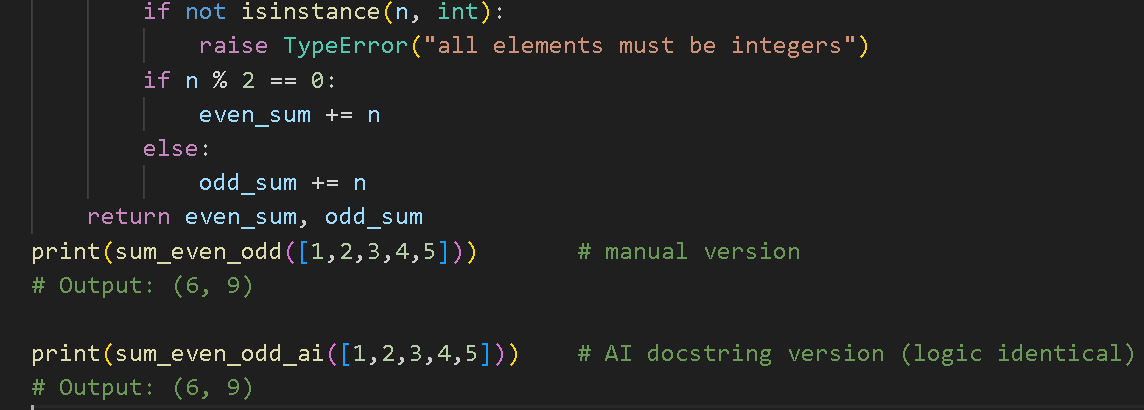 if not isinstance(n, int):
raise TypeError("all elements must be integers")
if n % 2 == 0:
even_sum += n
else:
odd_sum += n
return even_sum, odd_sum
print(sum_even_odd([1,2,3,4,5])) # manual version
# Output: (6, 9)
print(sum_even_odd_ai([1,2,3,4,5])) # AI docstring version (logic identical)
# Output: (6, 9)